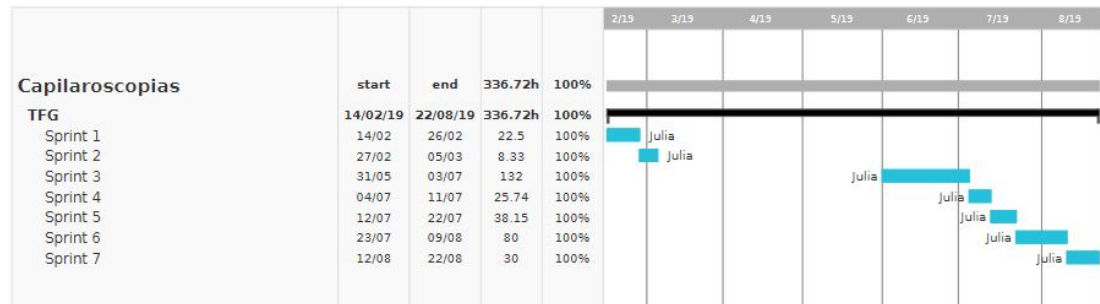 2/19 3/19 4/19 5/19 6/19 7/19 8/19
Capilaroscopias start end 336.72h 100%
TFG 14/02/19 22/08/19 336.72h 100%
Sprint 1 14/02 26/02 22.5 100% Julia
Sprint 2 27/02 05/03 8.33 100% Julia
Sprint 3 31/05 03/07 132 100% Julia
Sprint 4 04/07 11/07 25.74 100% Julia
Sprint 5 12/07 22/07 38.15 100% Julia
Sprint 6 23/07 09/08 80 100% Julia
Sprint 7 12/08 22/08 30 100% Julia